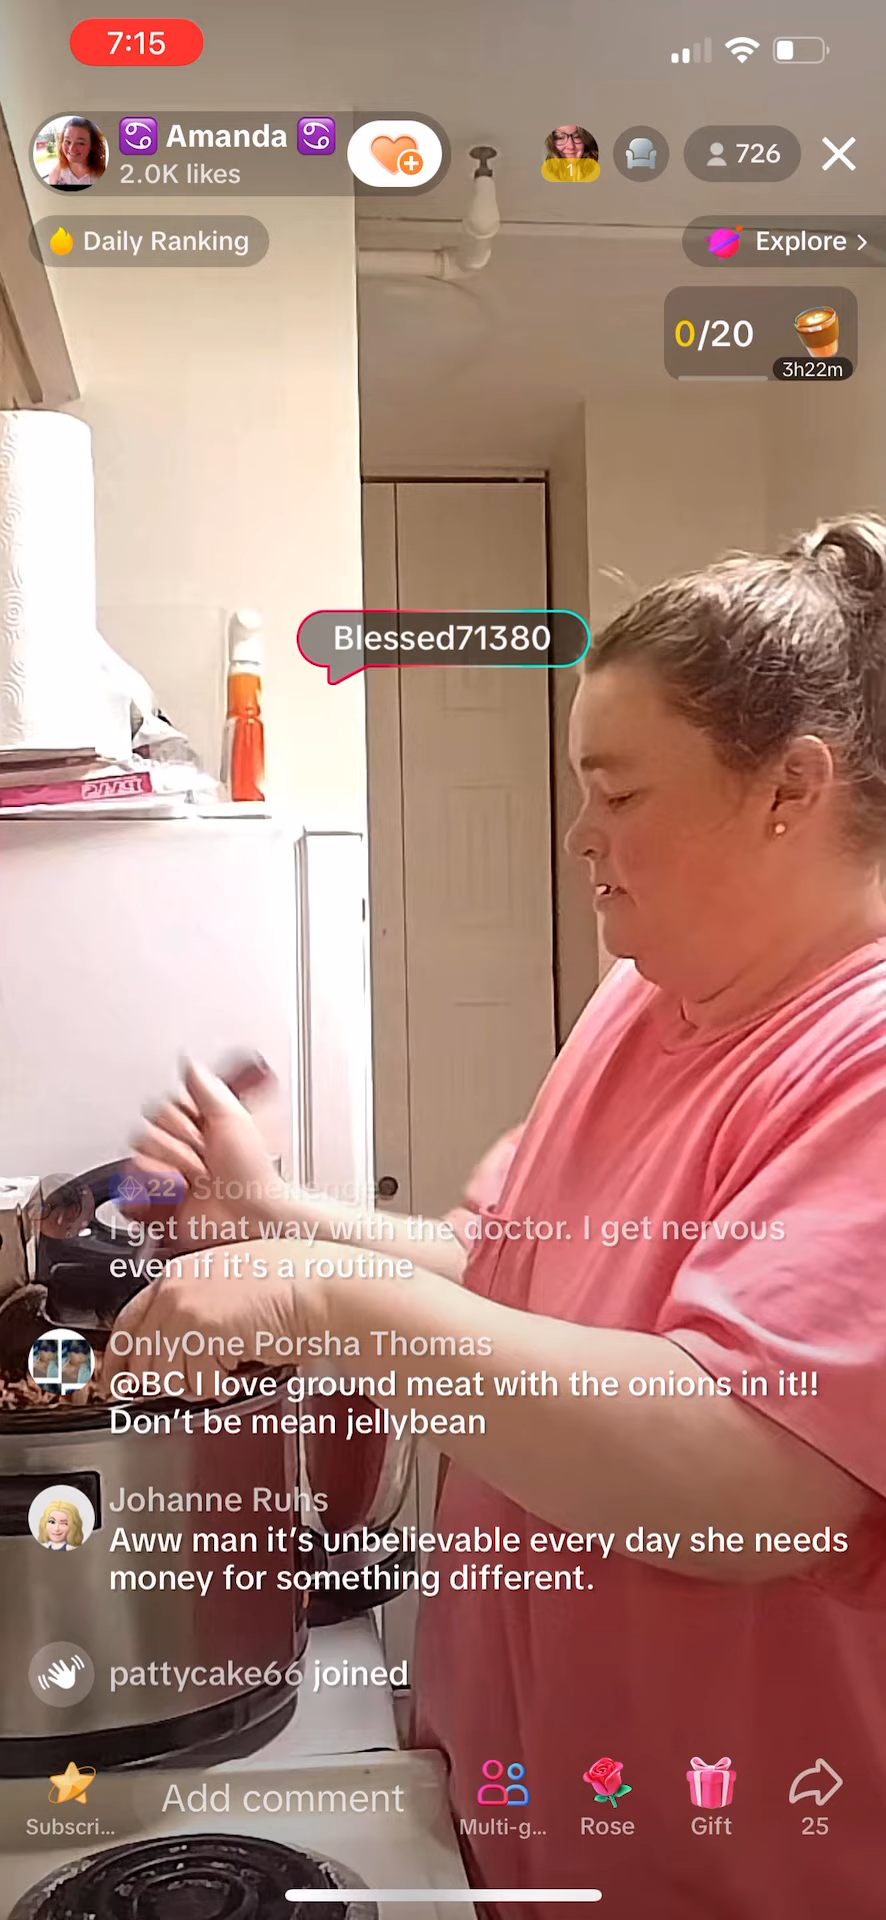 7:15
♋ Amanda ♋
2.0K likes
1
726
Daily Ranking
Explore >
0/20
3h22m
Blessed71380
22
I get that way with the doctor. I get nervous
even if it's a routine
OnlyOne Porsha Thomas
@BC I love ground meat with the onions in it!!
Don't be mean jellybean
Johanne Ruhs
Aww man it's unbelievable every day she needs
money for something different.
pattycake66 joined
Subscri...
Add comment
Multi-g...
Rose
Gift
25